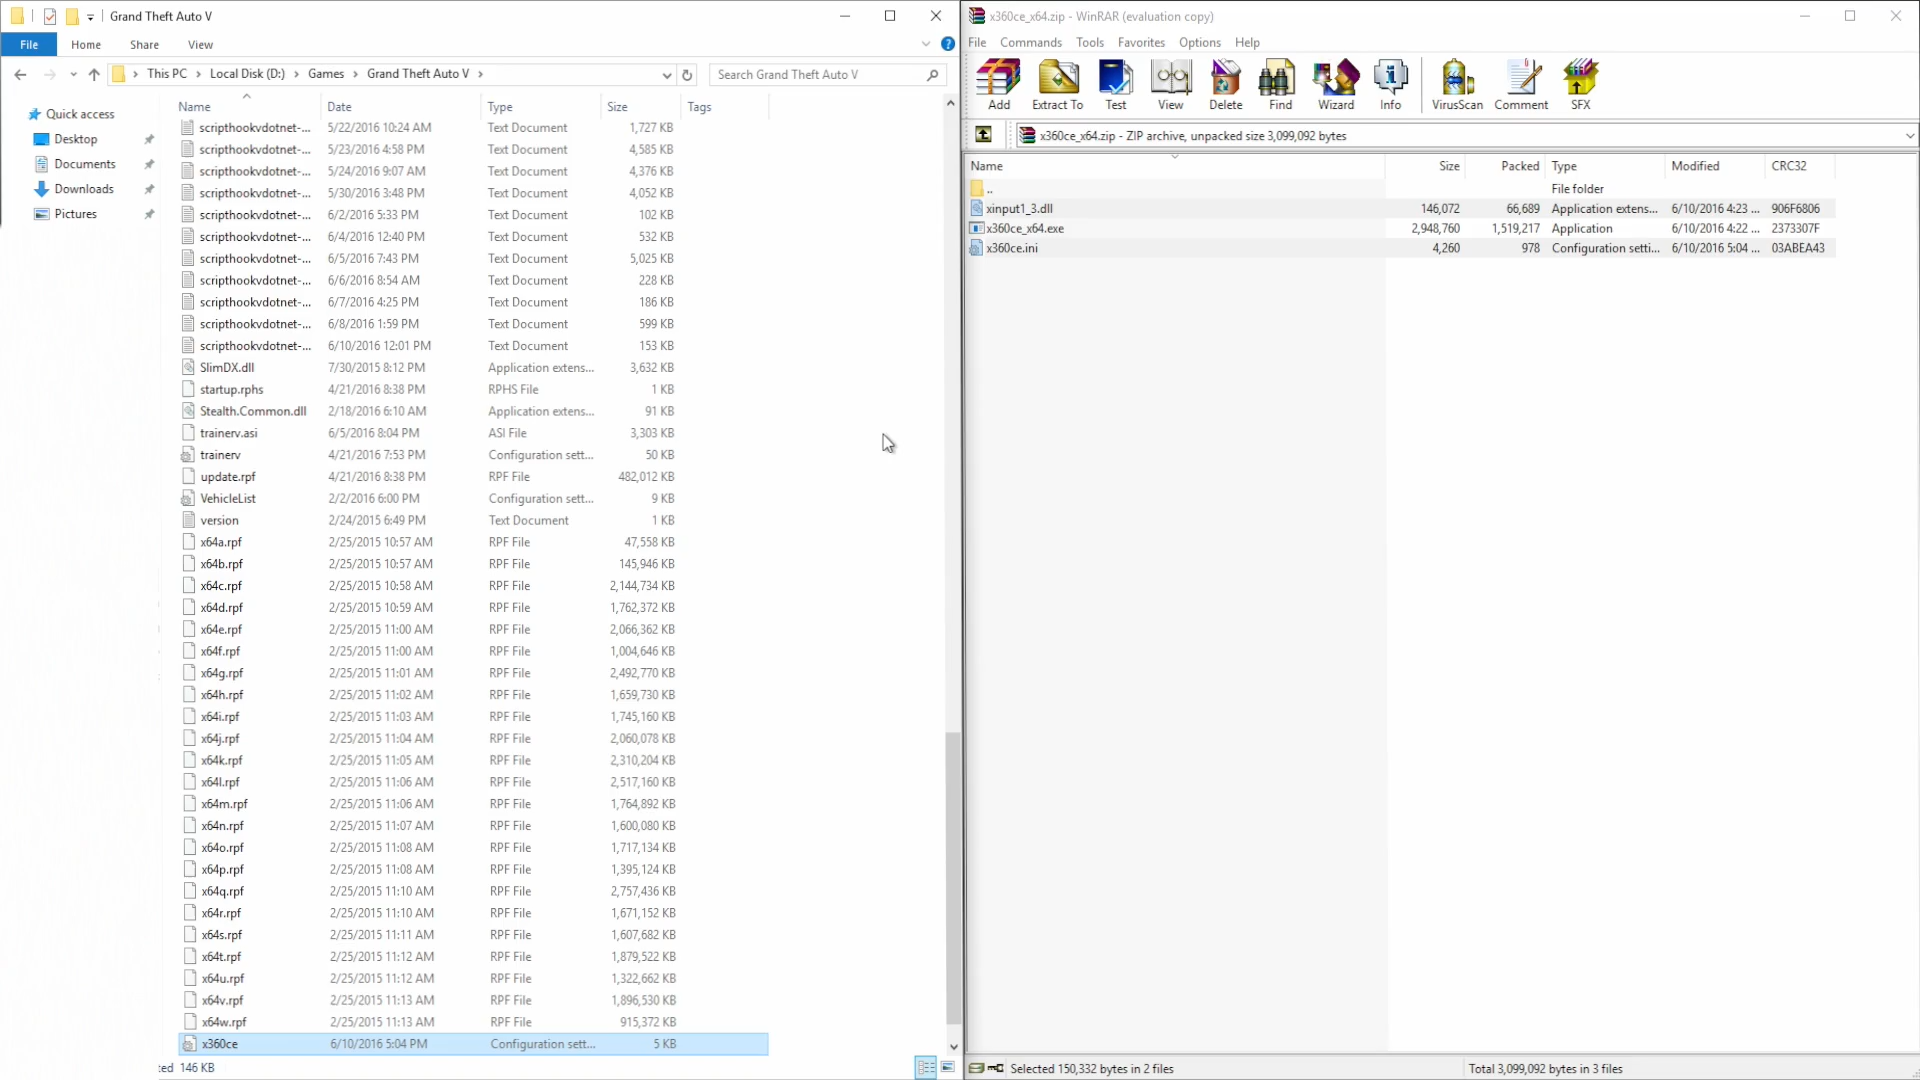 Grand Theft Auto V
File Home Share View
This PC > Local Disk (D:) > Games > Grand Theft Auto V >
Search Grand Theft Auto V
Quick access
Desktop
Documents
Downloads
Pictures
Name Date Type Size Tags
scripthookvdotnet-... 5/22/2016 10:24 AM Text Document 1,727 KB
scripthookvdotnet-... 5/23/2016 4:58 PM Text Document 4,585 KB
scripthookvdotnet-... 5/24/2016 9:07 AM Text Document 4,376 KB
scripthookvdotnet-... 5/30/2016 3:48 PM Text Document 4,052 KB
scripthookvdotnet-... 6/2/2016 5:33 PM Text Document 102 KB
scripthookvdotnet-... 6/4/2016 12:40 PM Text Document 532 KB
scripthookvdotnet-... 6/5/2016 7:43 PM Text Document 5,025 KB
scripthookvdotnet-... 6/6/2016 8:54 AM Text Document 228 KB
scripthookvdotnet-... 6/7/2016 4:25 PM Text Document 186 KB
scripthookvdotnet-... 6/8/2016 1:59 PM Text Document 599 KB
scripthookvdotnet-... 6/10/2016 12:01 PM Text Document 153 KB
SlimDX.dll 7/30/2015 8:12 PM Application extens... 3,632 KB
startup.rphs 4/21/2016 8:38 PM RPHS File 1 KB
Stealth.Common.dll 2/18/2016 6:10 AM Application extens... 91 KB
trainerv.asi 6/5/2016 8:04 PM ASI File 3,303 KB
trainerv 4/21/2016 7:53 PM Configuration sett... 50 KB
update.rpf 4/21/2016 8:38 PM RPF File 482,012 KB
VehicleList 2/2/2016 6:00 PM Configuration sett... 9 KB
version 2/24/2015 6:49 PM Text Document 1 KB
x64a.rpf 2/25/2015 10:57 AM RPF File 47,558 KB
x64b.rpf 2/25/2015 10:57 AM RPF File 145,946 KB
x64c.rpf 2/25/2015 10:58 AM RPF File 2,144,734 KB
x64d.rpf 2/25/2015 10:59 AM RPF File 1,762,372 KB
x64e.rpf 2/25/2015 11:00 AM RPF File 2,066,362 KB
x64f.rpf 2/25/2015 11:00 AM RPF File 1,004,646 KB
x64g.rpf 2/25/2015 11:01 AM RPF File 2,492,770 KB
x64h.rpf 2/25/2015 11:02 AM RPF File 1,659,730 KB
x64i.rpf 2/25/2015 11:03 AM RPF File 1,745,160 KB
x64j.rpf 2/25/2015 11:04 AM RPF File 2,060,078 KB
x64k.rpf 2/25/2015 11:05 AM RPF File 2,310,204 KB
x64l.rpf 2/25/2015 11:06 AM RPF File 2,517,160 KB
x64m.rpf 2/25/2015 11:06 AM RPF File 1,764,892 KB
x64n.rpf 2/25/2015 11:07 AM RPF File 1,600,080 KB
x64o.rpf 2/25/2015 11:08 AM RPF File 1,717,134 KB
x64p.rpf 2/25/2015 11:08 AM RPF File 1,395,124 KB
x64q.rpf 2/25/2015 11:10 AM RPF File 2,757,436 KB
x64r.rpf 2/25/2015 11:10 AM RPF File 1,671,152 KB
x64s.rpf 2/25/2015 11:11 AM RPF File 1,607,682 KB
x64t.rpf 2/25/2015 11:12 AM RPF File 1,879,522 KB
x64u.rpf 2/25/2015 11:12 AM RPF File 1,322,662 KB
x64v.rpf 2/25/2015 11:13 AM RPF File 1,896,530 KB
x64w.rpf 2/25/2015 11:13 AM RPF File 915,372 KB
x360ce 6/10/2016 5:04 PM Configuration sett... 5 KB
ted 146 KB
x360ce_x64.zip - WinRAR (evaluation copy)
File Commands Tools Favorites Options Help
Add Extract To Test View Delete Find Wizard Info VirusScan Comment SFX
x360ce_x64.zip - ZIP archive, unpacked size 3,099,092 bytes
Name Size Packed Type Modified CRC32
.. File folder
xinput1_3.dll 146,072 66,689 Application extens... 6/10/2016 4:23 ... 906F6806
x360ce_x64.exe 2,948,760 1,519,217 Application 6/10/2016 4:22 ... 2373307F
x360ce.ini 4,260 978 Configuration setti... 6/10/2016 5:04 ... 03ABEA43
Selected 150,332 bytes in 2 files
Total 3,099,092 bytes in 3 files